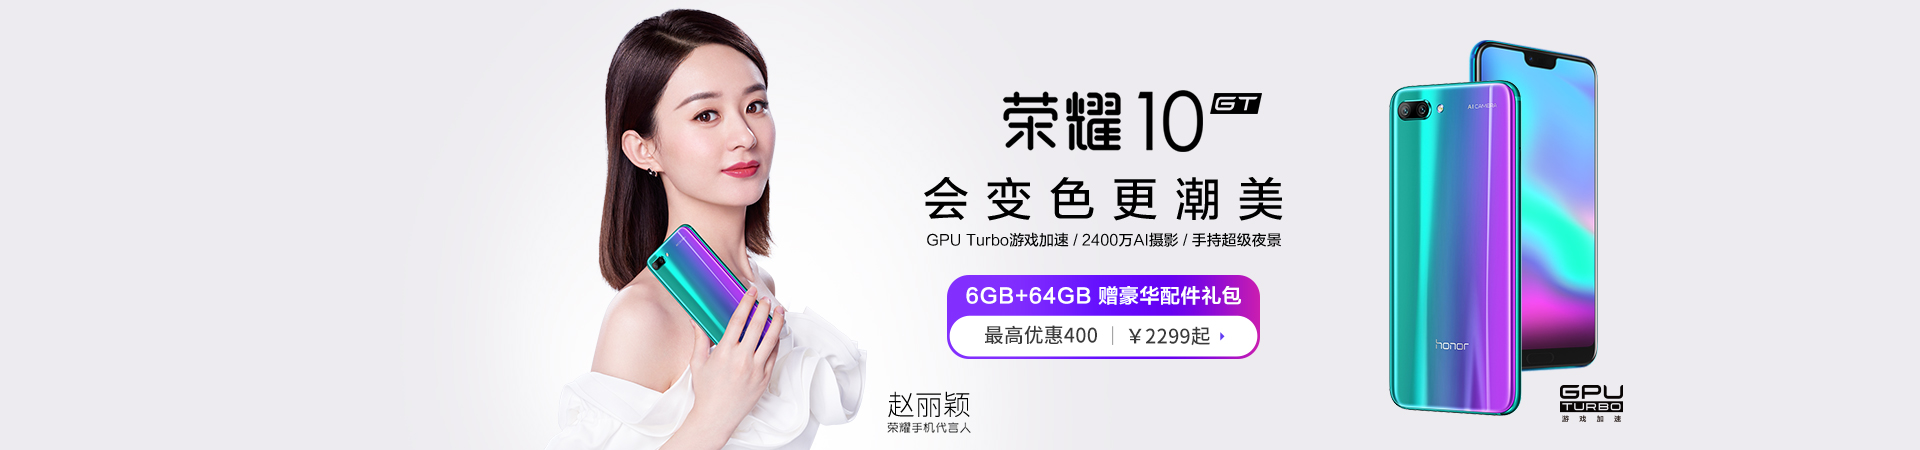 荣耀10 GT
会变色更潮美
GPU Turbo游戏加速 / 2400万AI摄影 / 手持超级夜景
6GB+64GB 赠豪华配件礼包
最高优惠400 | ￥2299起
赵丽颖
荣耀手机代言人
AI CAMERA
honor
GPU
TURBO
游戏加速